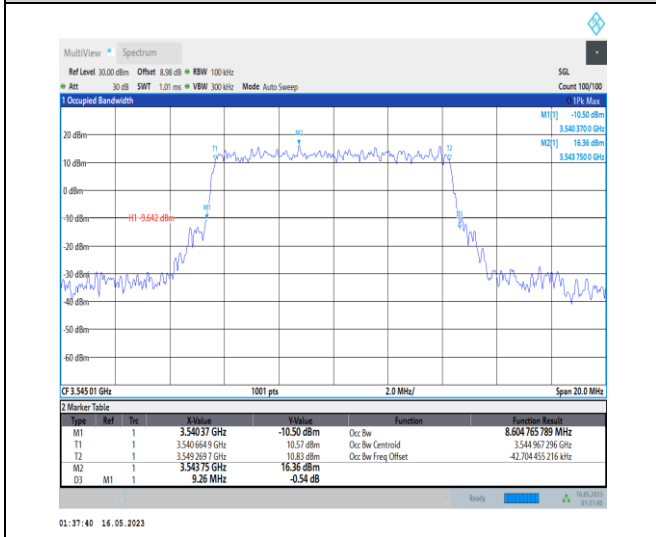 MultiView Spectrum
Ref Level 30.00 dBm Offset 8.98 dB RBW 100 kHz SGL
Att 30 dB SWT 1.01 ms VBW 300 kHz Mode Auto Sweep Count 100/100
1 Occupied Bandwidth 1Pk Max
M1[1] -10.50 dBm
3.540 370 0 GHz
M2[1] 16.36 dBm
3.543 750 0 GHz
20 dBm
M2
T1
T2
10 dBm
0 dBm
M1
-10 dBm
H1 -9.642 dBm
D3
-20 dBm
-30 dBm
-40 dBm
-50 dBm
-60 dBm
CF 3.545 01 GHz 1001 pts 2.0 MHz/ Span 20.0 MHz
2 Marker Table
Type Ref Trc X-Value Y-Value Function Function Result
M1 1 3.540 37 GHz -10.50 dBm Occ Bw 8.604 765 789 MHz
T1 1 3.540 664 9 GHz 10.57 dBm Occ Bw Centroid 3.544 967 296 GHz
T2 1 3.549 269 7 GHz 10.83 dBm Occ Bw Freq Offset -42.704 455 216 kHz
M2 1 3.543 75 GHz 16.36 dBm
D3 M1 1 9.26 MHz -0.54 dB
Ready 16.05.2023
01:37:40
01:37:40 16.05.2023